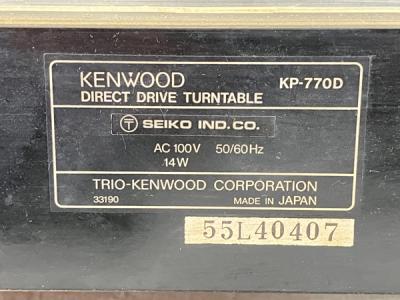 KENWOOD KP-770D
DIRECT DRIVE TURNTABLE
〒 SEIKO IND.CO.
AC 100V 50/60Hz
14W
TRIO-KENWOOD CORPORATION
33190 MADE IN JAPAN
55L40407